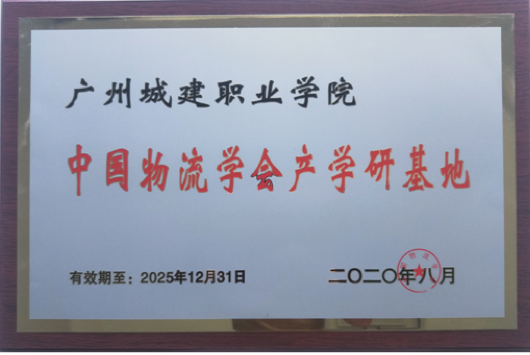 广州城建职业学院
中国物流学会产学研基地
有效期至：2025年12月31日
二〇二〇年八月